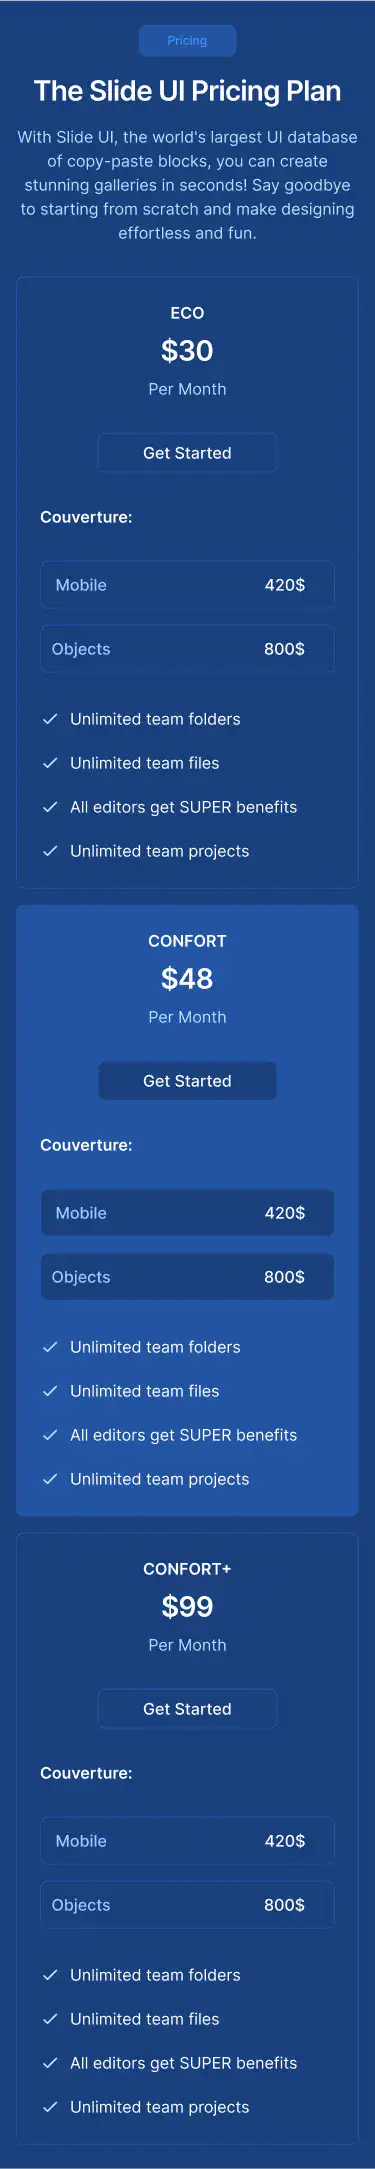 Pricing
The Slide UI Pricing Plan
With Slide UI, the world's largest UI database
of copy-paste blocks, you can create
stunning galleries in seconds! Say goodbye
to starting from scratch and make designing
effortless and fun.
ECO
$30
Per Month
Get Started
Couverture:
Mobile 420$
Objects 800$
Unlimited team folders
Unlimited team files
All editors get SUPER benefits
Unlimited team projects
CONFORT
$48
Per Month
Get Started
Couverture:
Mobile 420$
Objects 800$
Unlimited team folders
Unlimited team files
All editors get SUPER benefits
Unlimited team projects
CONFORT+
$99
Per Month
Get Started
Couverture:
Mobile 420$
Objects 800$
Unlimited team folders
Unlimited team files
All editors get SUPER benefits
Unlimited team projects